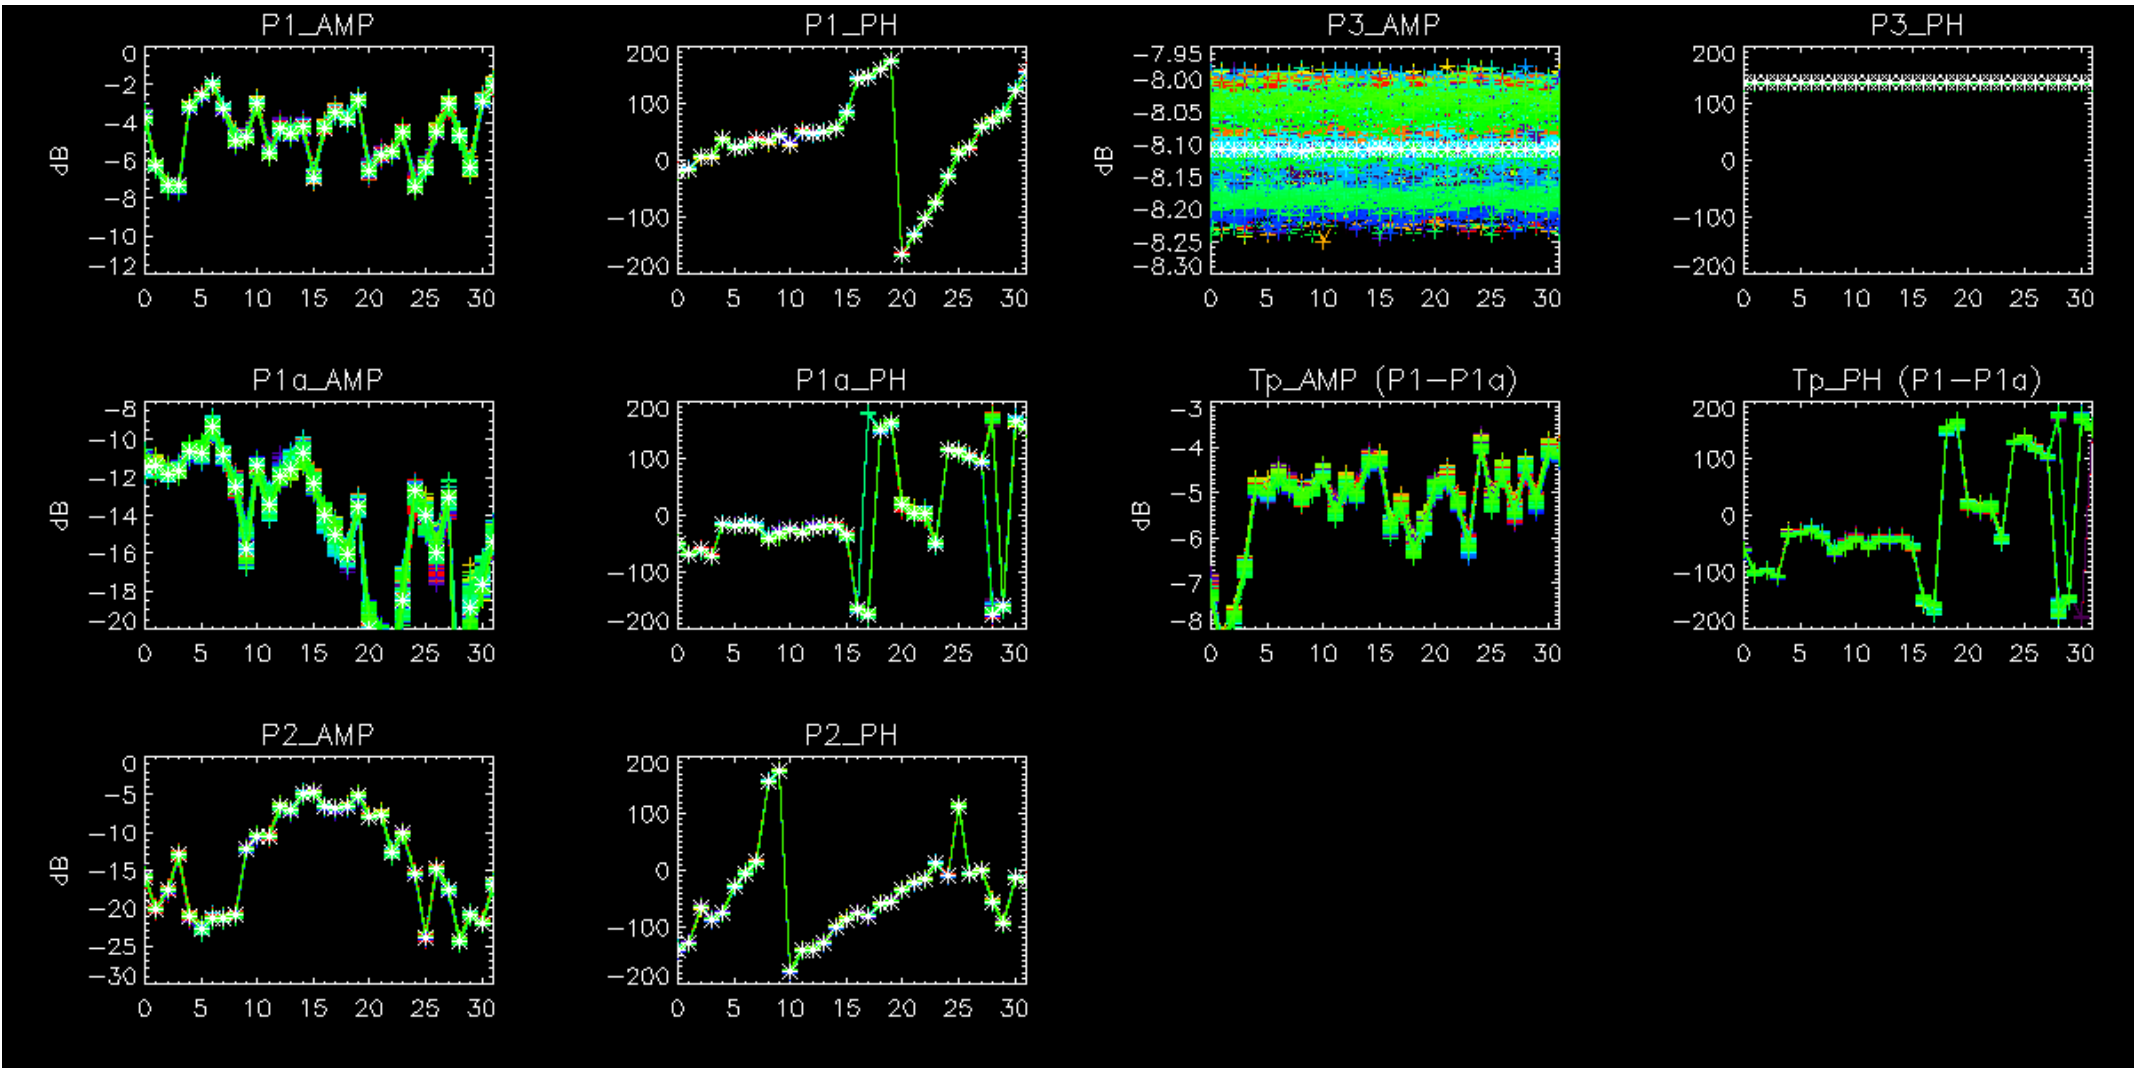 P1_AMP P1_PH P3_AMP P3_PH
0 200 -7.95 200
-2 100 -8.00 100
-4 0 -8.05 0
-6 -100 -8.10 -100
-8 -200 -8.15 -200
-10 -8.20
-12 -8.25
-8.30
dB dB
0 5 10 15 20 25 30 0 5 10 15 20 25 30 0 5 10 15 20 25 30 0 5 10 15 20 25 30
P1a_AMP P1a_PH Tp_AMP (P1-P1a) Tp_PH (P1-P1a)
-8 200 -3 200
-10 100 -4 100
-12 0 -5 0
-14 -100 -6 -100
-16 -200 -7 -200
-18 -8
-20
dB dB
0 5 10 15 20 25 30 0 5 10 15 20 25 30 0 5 10 15 20 25 30 0 5 10 15 20 25 30
P2_AMP P2_PH
0 200
-5 100
-10 0
-15 -100
-20 -200
-25
-30
dB
0 5 10 15 20 25 30 0 5 10 15 20 25 30